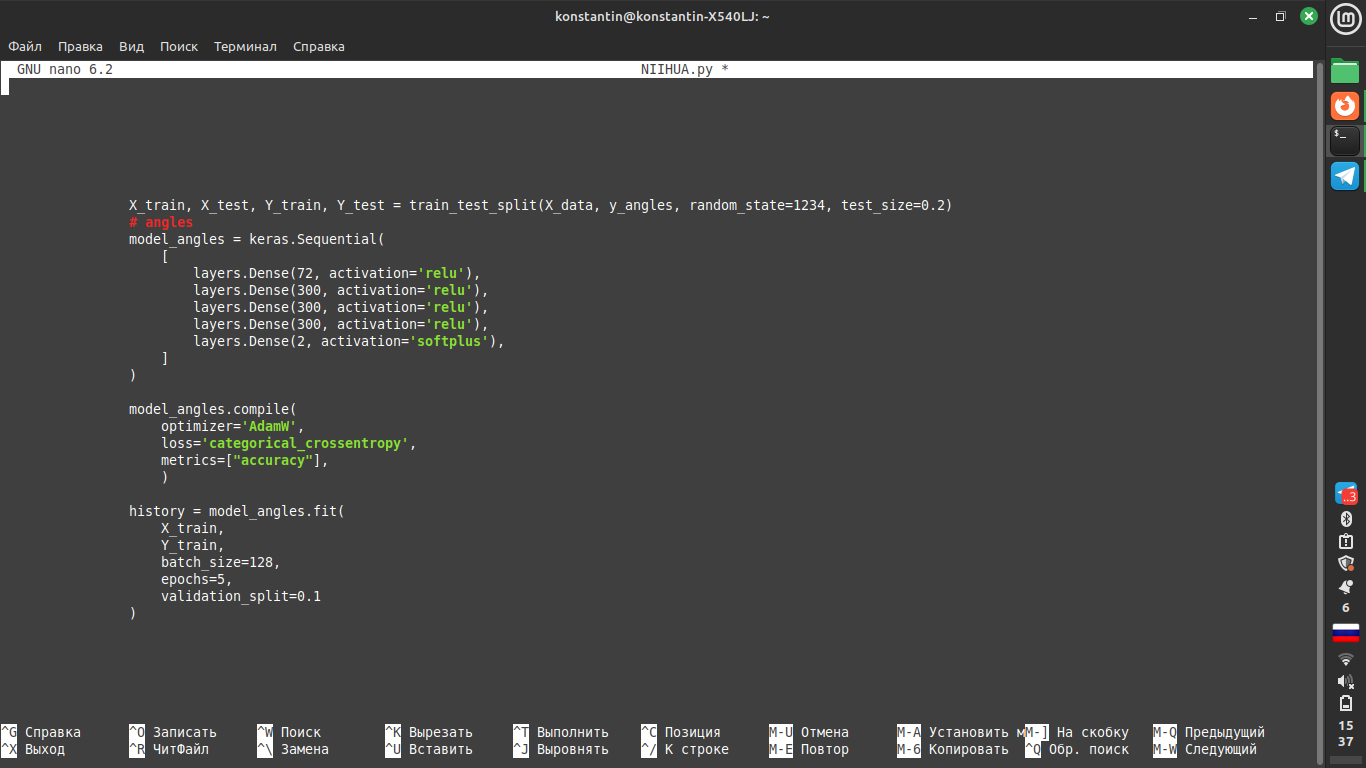 konstantin@konstantin-X540LJ: ~
Файл Правка Вид Поиск Терминал Справка
GNU nano 6.2 NIIHUA.py *
X_train, X_test, Y_train, Y_test = train_test_split(X_data, y_angles, random_state=1234, test_size=0.2)
# angles
model_angles = keras.Sequential(
[
layers.Dense(72, activation='relu'),
layers.Dense(300, activation='relu'),
layers.Dense(300, activation='relu'),
layers.Dense(300, activation='relu'),
layers.Dense(2, activation='softplus'),
]
)
model_angles.compile(
optimizer='AdamW',
loss='categorical_crossentropy',
metrics=["accuracy"],
)
history = model_angles.fit(
X_train,
Y_train,
batch_size=128,
epochs=5,
validation_split=0.1
)
^G Справка ^O Записать ^W Поиск ^K Вырезать ^T Выполнить ^C Позиция M-U Отмена M-A Установить мM-] На скобку M-Q Предыдущий
^X Выход ^R ЧитФайл ^\ Замена ^U Вставить ^J Выровнять ^/ К строке M-E Повтор M-6 Копировать ^Q Обр. поиск M-W Следующий
$_
..3
6
15
37